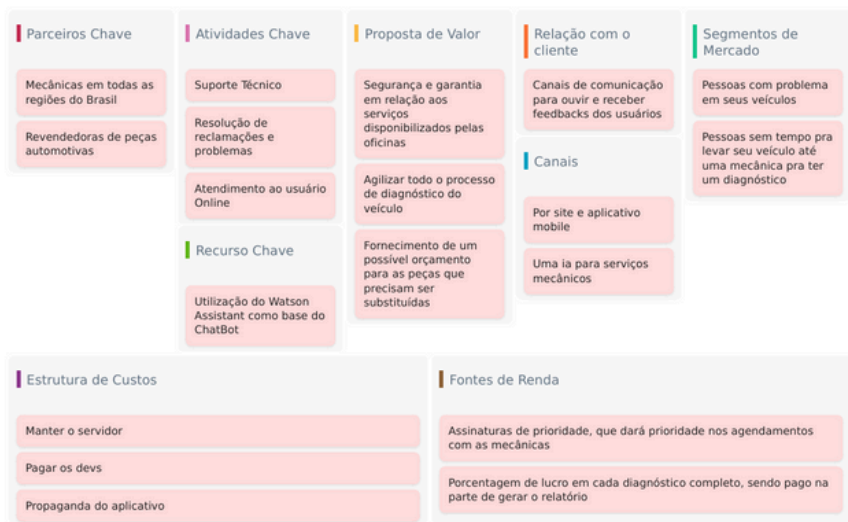 Parceiros Chave
Mecânicas em todas as
regiões do Brasil
Revendedoras de peças
automotivas
Atividades Chave
Suporte Técnico
Resolução de
reclamações e
problemas
Atendimento ao usuário
Online
Recurso Chave
Utilização do Watson
Assistant como base do
ChatBot
Proposta de Valor
Segurança e garantia
em relação aos
serviços
disponibilizados pelas
oficinas
Agilizar todo o processo
de diagnóstico do
veículo
Fornecimento de um
possível orçamento
para as peças que
precisam ser
substituídas
Relação com o
cliente
Canais de comunicação
para ouvir e receber
feedbacks dos usuários
Canais
Por site e aplicativo
mobile
Uma ia para serviços
mecânicos
Segmentos de
Mercado
Pessoas com problema
em seus veículos
Pessoas sem tempo pra
levar seu veículo até
uma mecânica pra ter
um diagnóstico
Estrutura de Custos
Manter o servidor
Pagar os devs
Propaganda do aplicativo
Fontes de Renda
Assinaturas de prioridade, que dará prioridade nos agendamentos
com as mecânicas
Porcentagem de lucro em cada diagnóstico completo, sendo pago na
parte de gerar o relatório